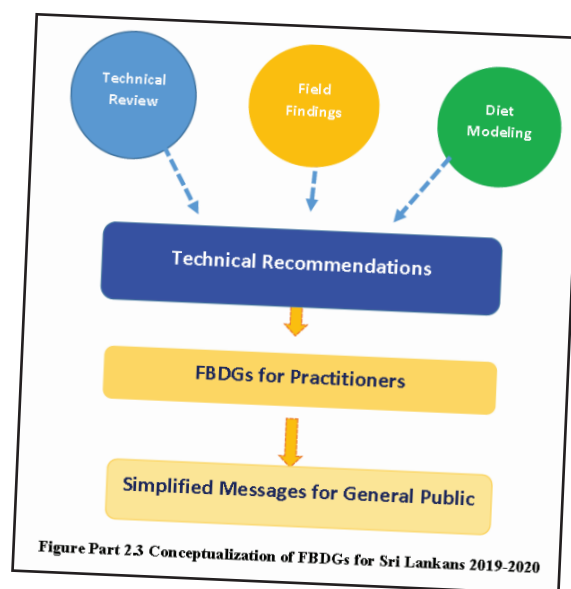 Technical
Review
Field
Findings
Diet
Modeling
Technical Recommendations
FBDGs for Practitioners
Simplified Messages for General Public
Figure Part 2.3 Conceptualization of FBDGs for Sri Lankans 2019-2020